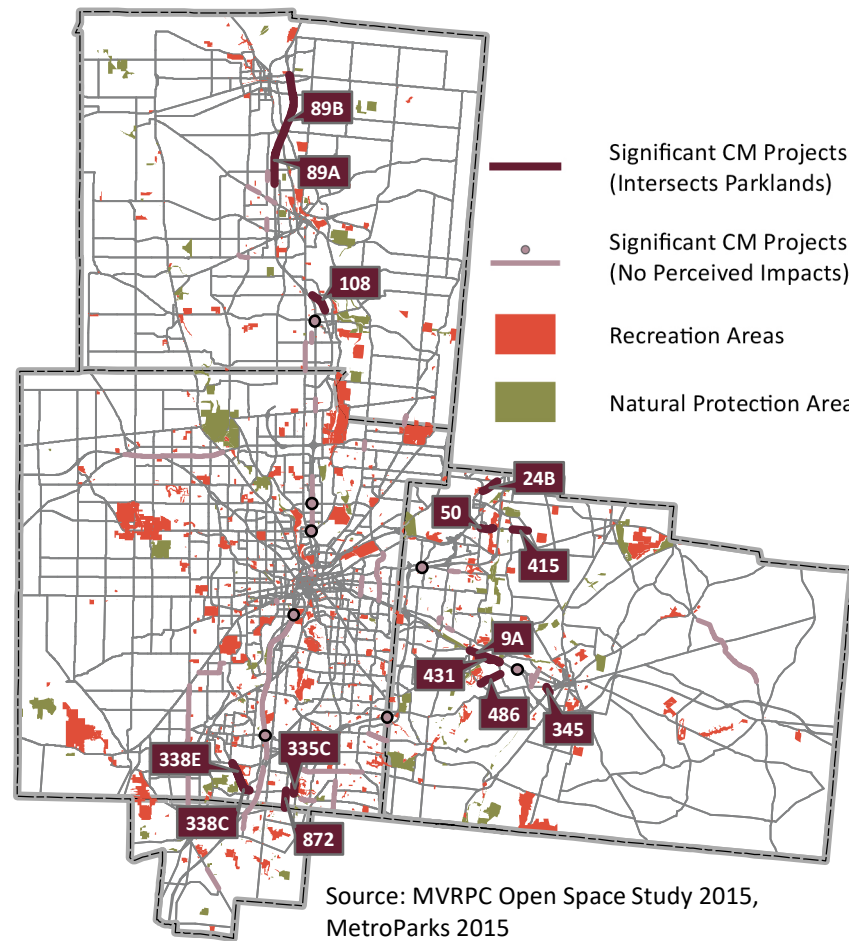 89B
89A
108
Significant CM Projects
(Intersects Parklands)
Significant CM Projects
(No Perceived Impacts)
Recreation Areas
Natural Protection Area
24B
50
415
9A
431
486
345
338E
335C
338C
872
Source: MVRPC Open Space Study 2015,
MetroParks 2015